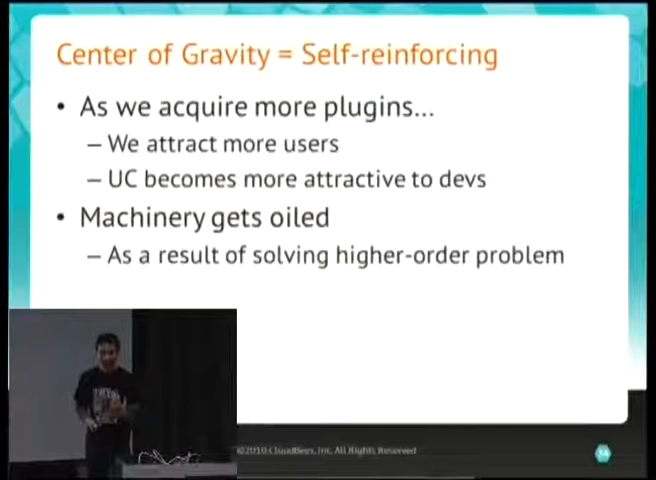 Center of Gravity = Self-reinforcing
• As we acquire more plugins...
– We attract more users
– UC becomes more attractive to devs
• Machinery gets oiled
– As a result of solving higher-order problem
©2010 CloudBees, Inc. All Rights Reserved